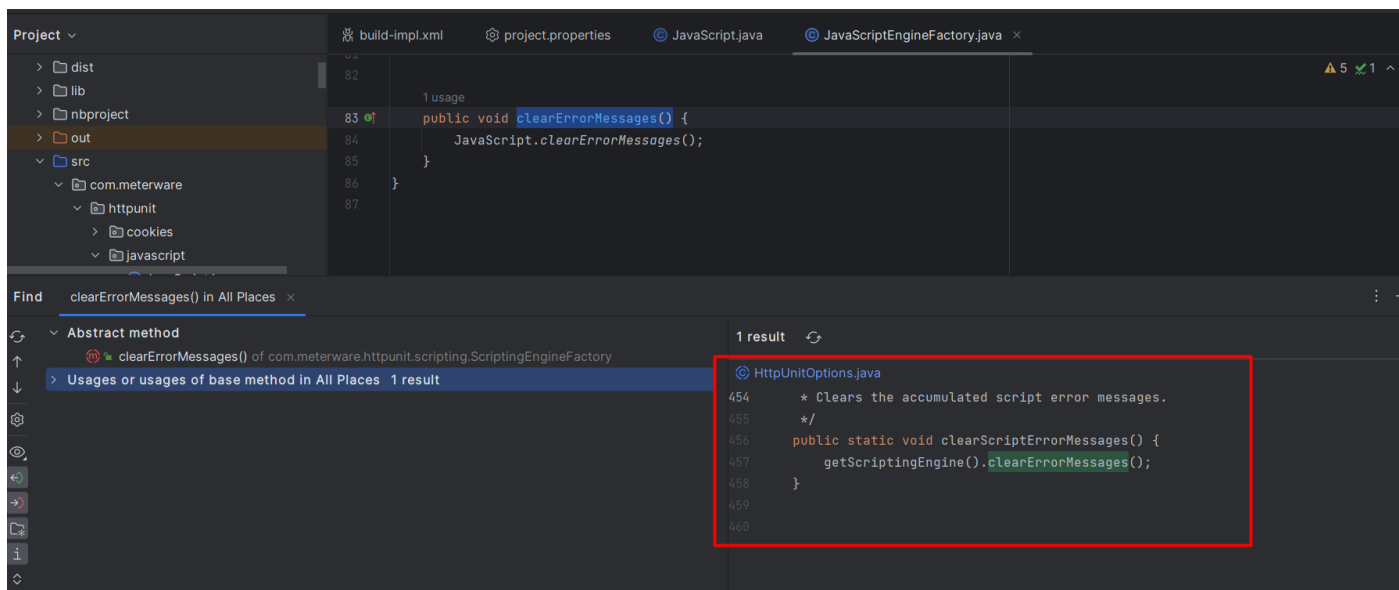 Project
build-impl.xml
project.properties
JavaScript.java
JavaScriptEngineFactory.java
dist
lib
nbproject
out
src
com.meterware
httpunit
cookies
javascript
82
1 usage
83 public void clearErrorMessages() {
84 JavaScript.clearErrorMessages();
85 }
86 }
87
5 1
Find clearErrorMessages() in All Places
Abstract method
clearErrorMessages() of com.meterware.httpunit.scripting.ScriptingEngineFactory
Usages or usages of base method in All Places 1 result
1 result
HttpUnitOptions.java
454 * Clears the accumulated script error messages.
455 */
456 public static void clearScriptErrorMessages() {
457 getScriptingEngine().clearErrorMessages();
458 }
459
460